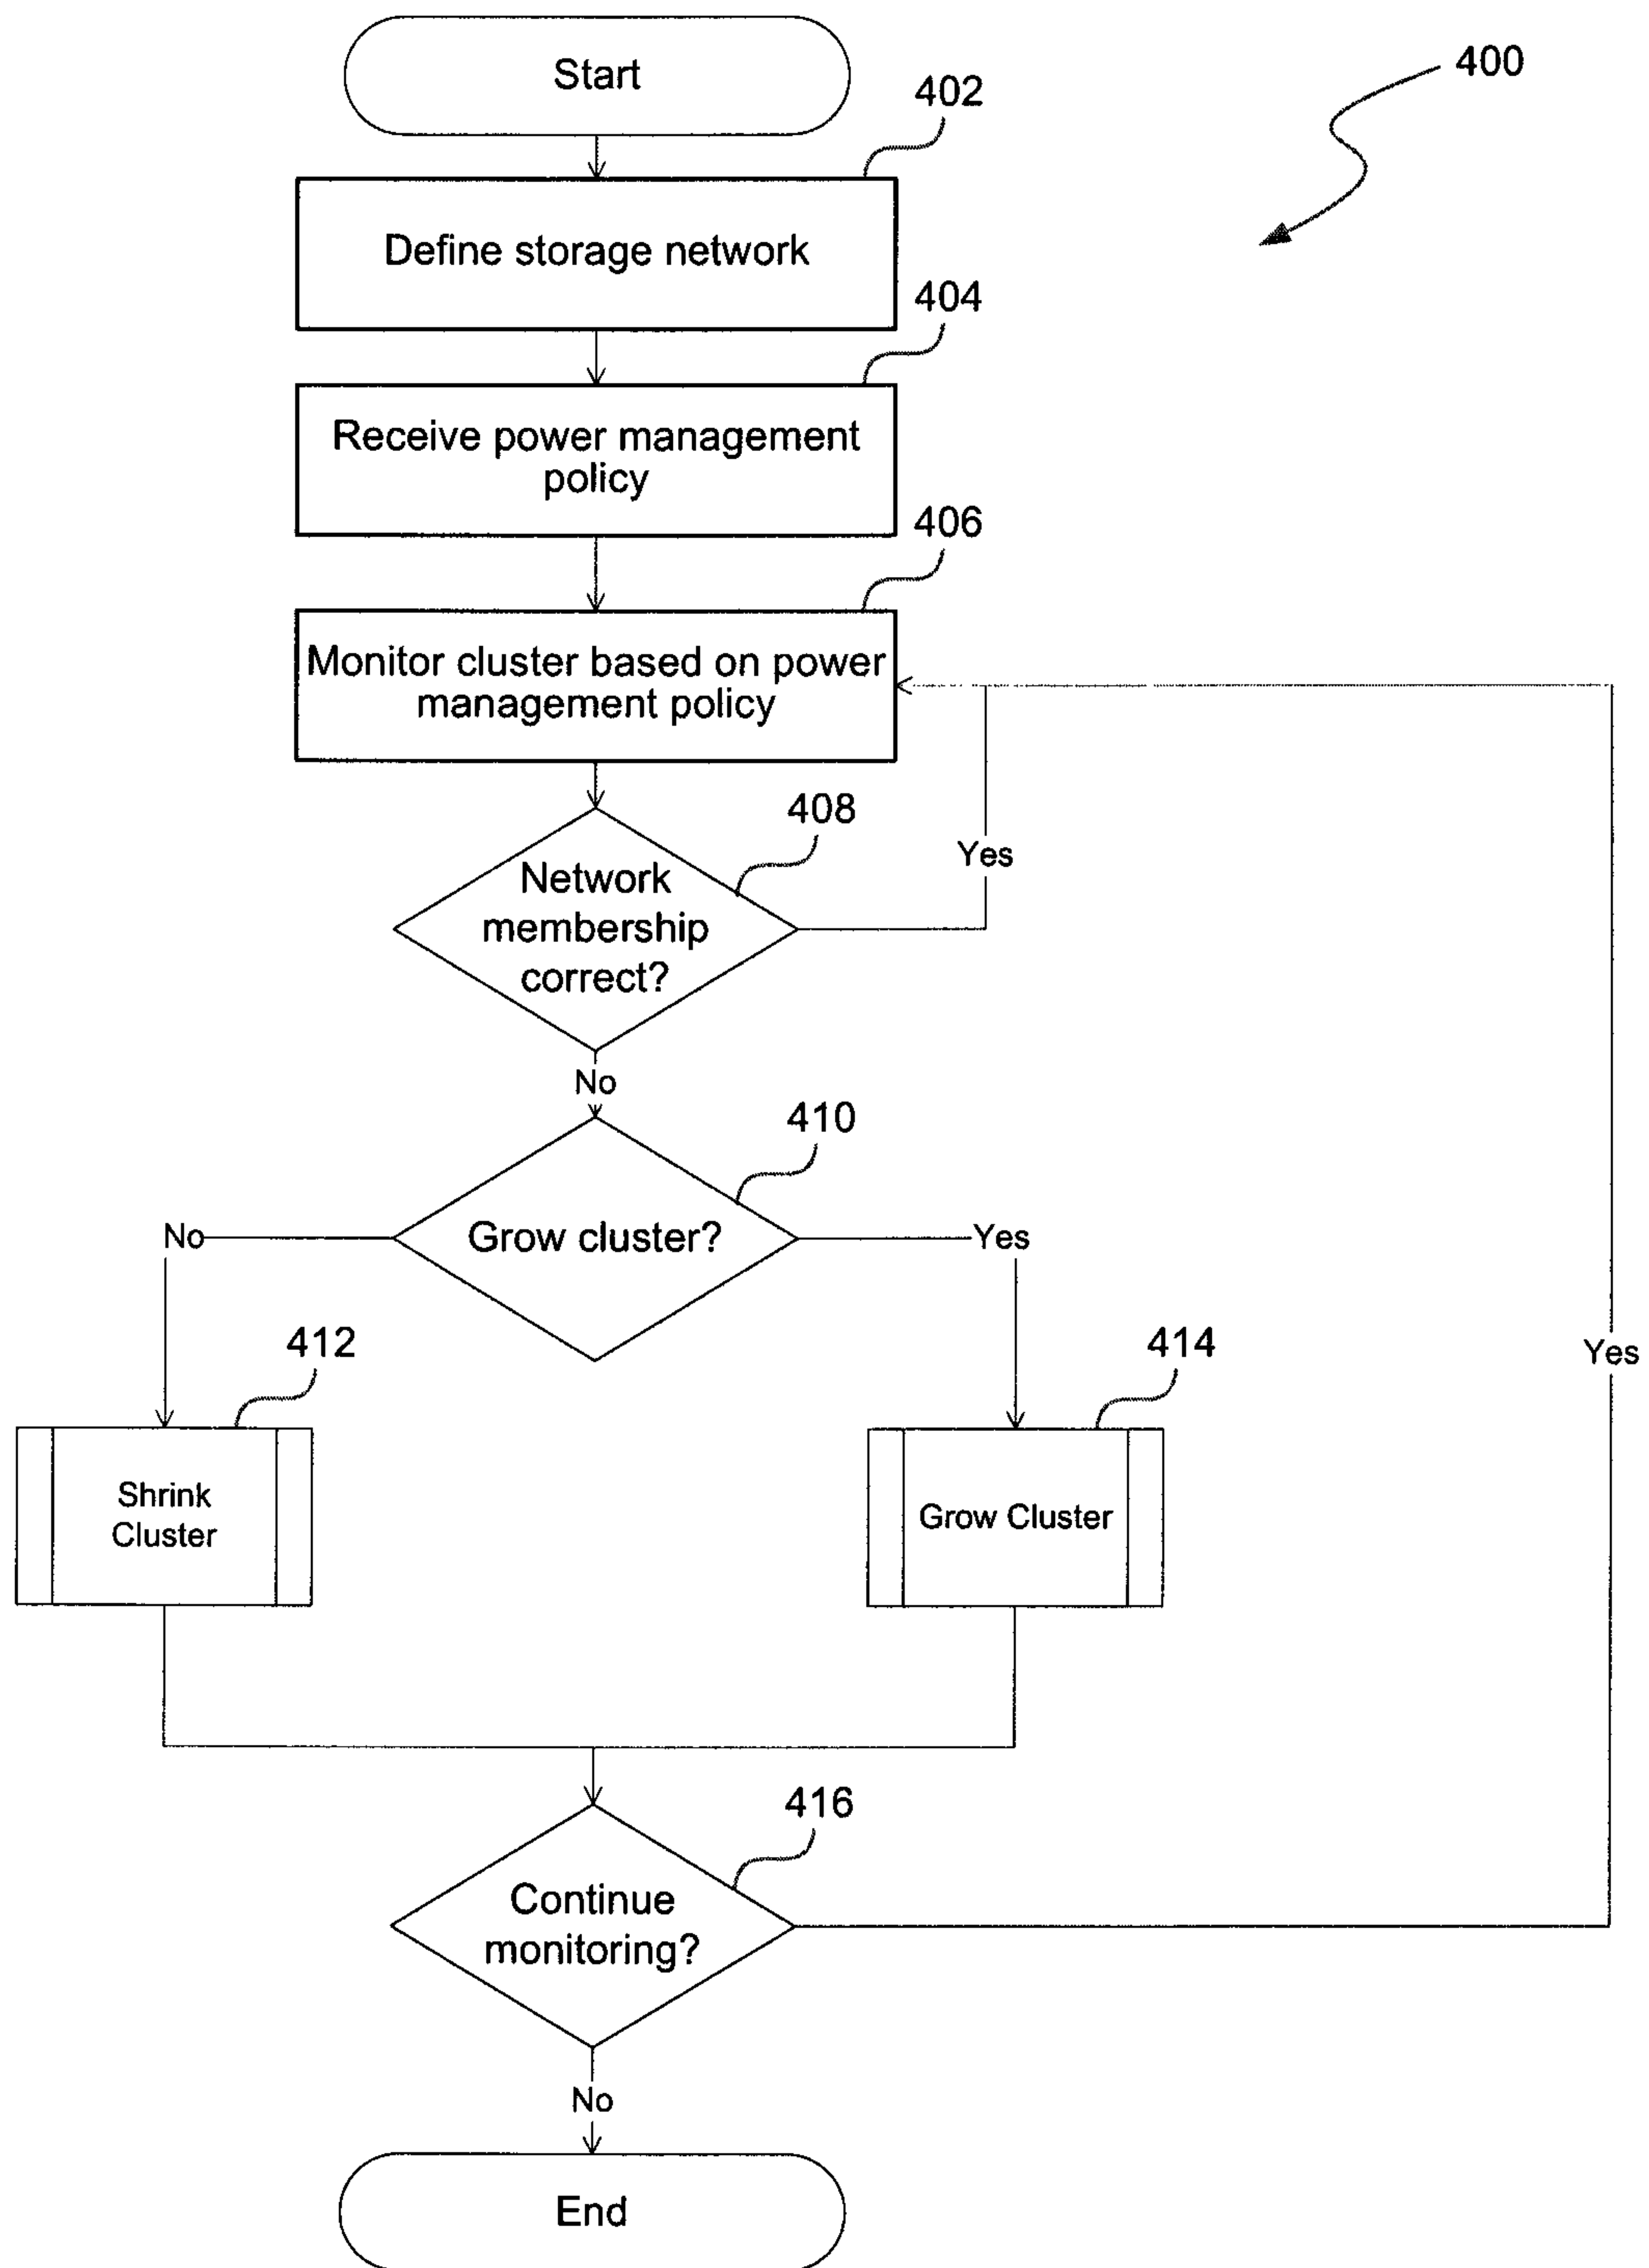 Start
400
402
Define storage network
404
Receive power management
policy
406
Monitor cluster based on power
management policy
408
Network
membership
correct?
Yes
No
410
Grow cluster?
No
Yes
412
Shrink
Cluster
414
Grow Cluster
Yes
416
Continue
monitoring?
No
End